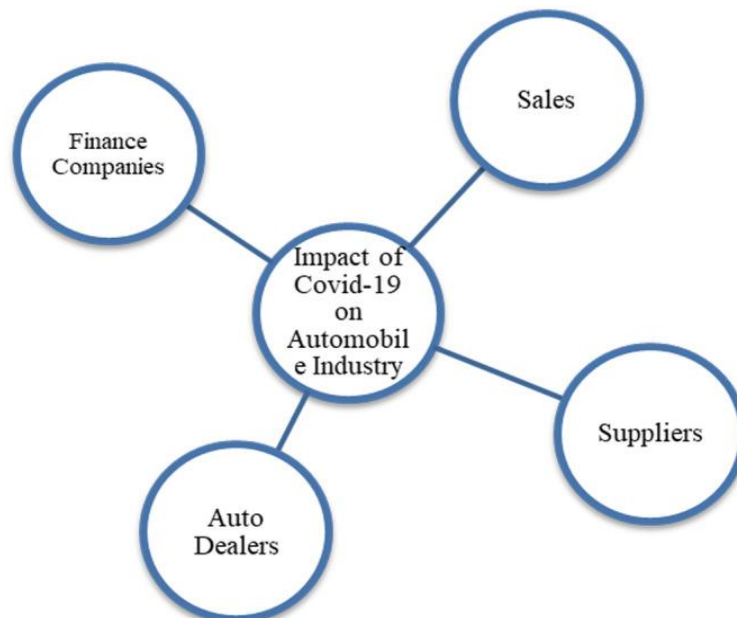 Sales
Finance
Companies
Impact of
Covid-19
on
Automobil
e Industry
Suppliers
Auto
Dealers